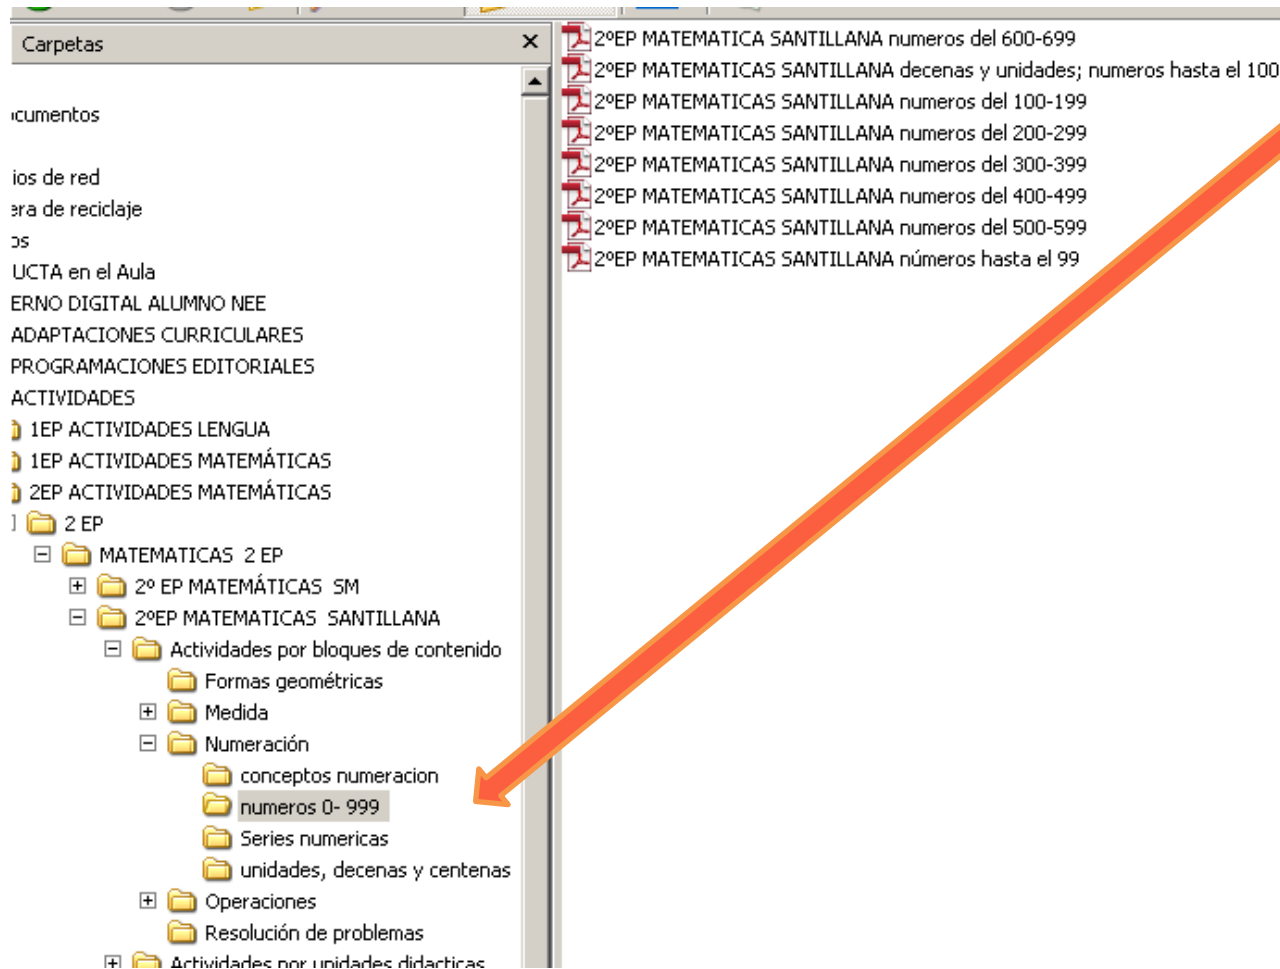 Carpetas
cumentos
ios de red
era de reciclaje
os
UCTA en el Aula
ERNO DIGITAL ALUMNO NEE
ADAPTACIONES CURRICULARES
PROGRAMACIONES EDITORIALES
ACTIVIDADES
1EP ACTIVIDADES LENGUA
1EP ACTIVIDADES MATEMÁTICAS
2EP ACTIVIDADES MATEMÁTICAS
2 EP
MATEMATICAS 2 EP
2º EP MATEMÁTICAS SM
2ºEP MATEMATICAS SANTILLANA
Actividades por bloques de contenido
Formas geométricas
Medida
Numeración
conceptos numeracion
numeros 0- 999
Series numericas
unidades, decenas y centenas
Operaciones
Resolución de problemas
Actividades por unidades didacticas
2ºEP MATEMATICA SANTILLANA numeros del 600-699
2ºEP MATEMATICAS SANTILLANA decenas y unidades; numeros hasta el 100
2ºEP MATEMATICAS SANTILLANA numeros del 100-199
2ºEP MATEMATICAS SANTILLANA numeros del 200-299
2ºEP MATEMATICAS SANTILLANA numeros del 300-399
2ºEP MATEMATICAS SANTILLANA numeros del 400-499
2ºEP MATEMATICAS SANTILLANA numeros del 500-599
2ºEP MATEMATICAS SANTILLANA números hasta el 99